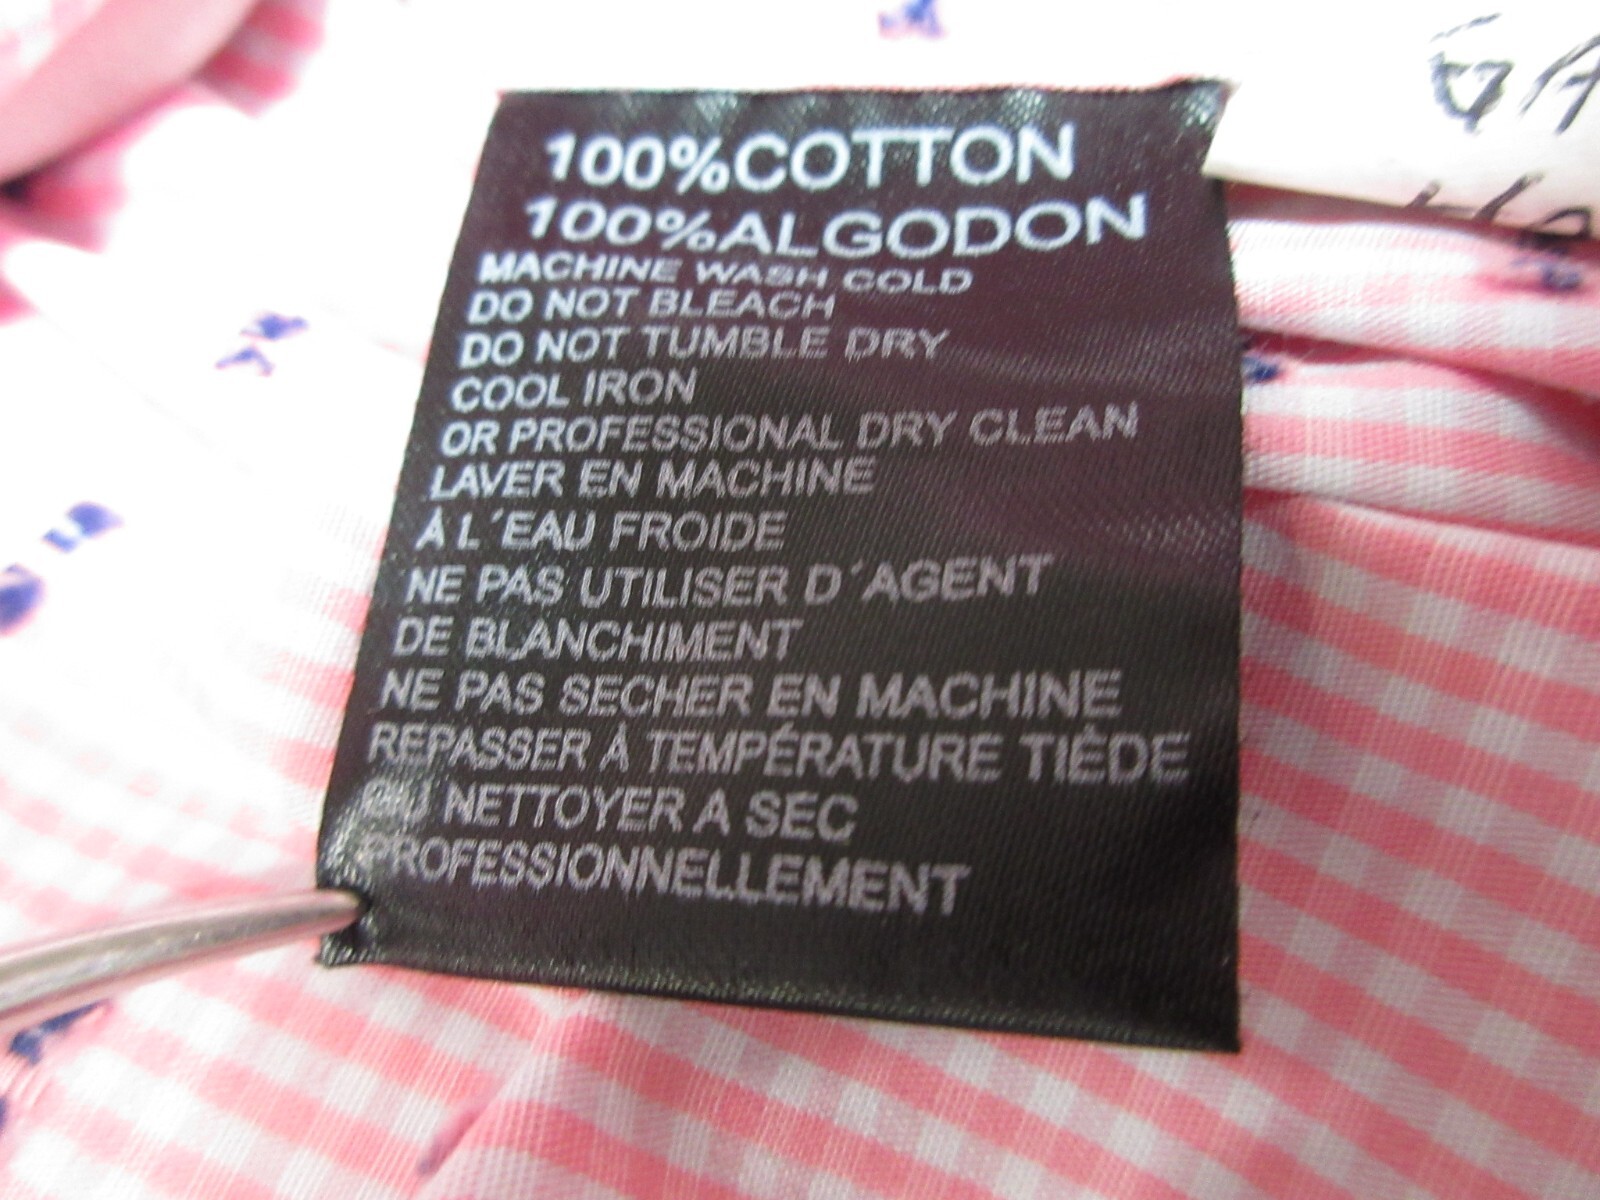 100%COTTON
100%ALGODON
MACHINE WASH COLD
DO NOT BLEACH
DO NOT TUMBLE DRY
COOL IRON
OR PROFESSIONAL DRY CLEAN
LAVER EN MACHINE
À L´EAU FROIDE
NE PAS UTILISER D´AGENT
DE BLANCHIMENT
NE PAS SECHER EN MACHINE
REPASSER À TEMPÉRATURE TIÈDE
OU NETTOYER A SEC
PROFESSIONNELLEMENT